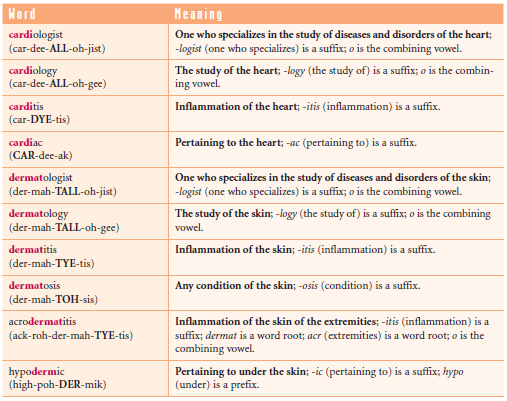 Word Meaning
cardiologist One who specializes in the study of diseases and disorders of the heart;
(car-dee-ALL-oh-jist) -logist (one who specializes) is a suffix; o is the combining vowel.
cardiology The study of the heart; -logy (the study of) is a suffix; o is the combin-
(car-dee-ALL-oh-gee) ing vowel.
carditis Inflammation of the heart; -itis (inflammation) is a suffix.
(car-DYE-tis)
cardiac Pertaining to the heart; -ac (pertaining to) is a suffix.
(CAR-dee-ak)
dermatologist One who specializes in the study of diseases and disorders of the skin;
(der-mah-TALL-oh-jist) -logist (one who specializes) is a suffix; o is the combining vowel.
dermatology The study of the skin; -logy (the study of) is a suffix; o is the combining
(der-mah-TALL-oh-gee) vowel.
dermatitis Inflammation of the skin; -itis (inflammation) is a suffix.
(der-mah-TYE-tis)
dermatosis Any condition of the skin; -osis (condition) is a suffix.
(der-mah-TOH-sis)
acrodermatitis Inflammation of the skin of the extremities; -itis (inflammation) is a
(ack-roh-der-mah-TYE-tis) suffix; dermat is a word root; acr (extremities) is a word root; o is the
combining vowel.
hypodermic Pertaining to under the skin; -ic (pertaining to) is a suffix; hypo
(high-poh-DER-mik) (under) is a prefix.